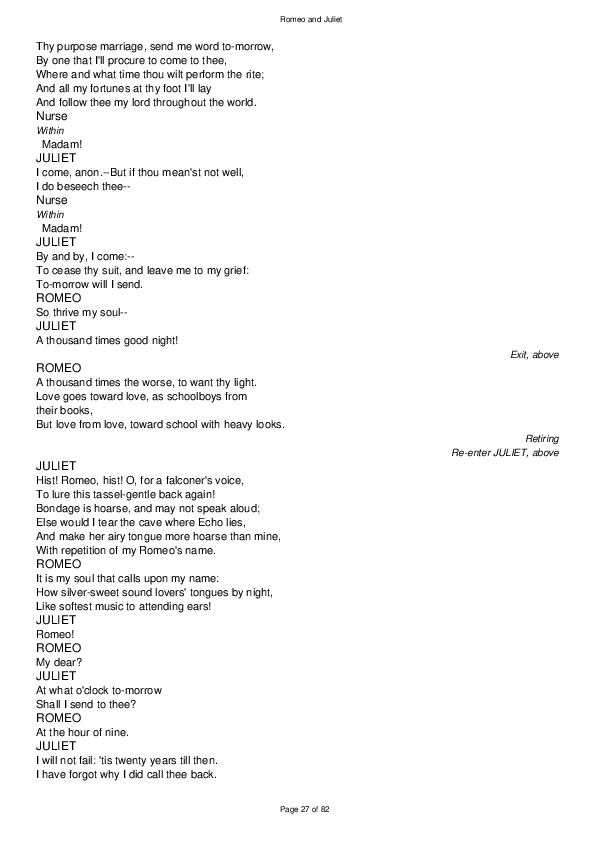 Romeo and Juliet
Thy purpose marriage, send me word to-morrow,
By one that I'll procure to come to thee,
Where and what time thou wilt perform the rite;
And all my fortunes at thy foot I'll lay
And follow thee my lord throughout the world.
Nurse
Within
Madam!
JULIET
I come, anon.--But if thou mean'st not well,
I do beseech thee--
Nurse
Within
Madam!
JULIET
By and by, I come:--
To cease thy suit, and leave me to my grief:
To-morrow will I send.
ROMEO
So thrive my soul--
JULIET
A thousand times good night!
Exit, above
ROMEO
A thousand times the worse, to want thy light.
Love goes toward love, as schoolboys from
their books,
But love from love, toward school with heavy looks.
Retiring
Re-enter JULIET, above
JULIET
Hist! Romeo, hist! O, for a falconer's voice,
To lure this tassel-gentle back again!
Bondage is hoarse, and may not speak aloud;
Else would I tear the cave where Echo lies,
And make her airy tongue more hoarse than mine,
With repetition of my Romeo's name.
ROMEO
It is my soul that calls upon my name:
How silver-sweet sound lovers' tongues by night,
Like softest music to attending ears!
JULIET
Romeo!
ROMEO
My dear?
JULIET
At what o'clock to-morrow
Shall I send to thee?
ROMEO
At the hour of nine.
JULIET
I will not fail: 'tis twenty years till then.
I have forgot why I did call thee back.
Page 27 of 82